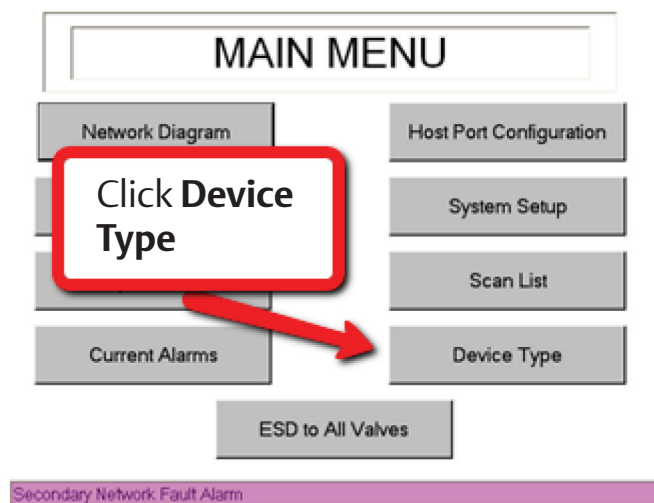 MAIN MENU
Network Diagram
Host Port Configuration
Click Device
Type
System Setup
Scan List
Current Alarms
Device Type
ESD to All Valves
Secondary Network Fault Alarm